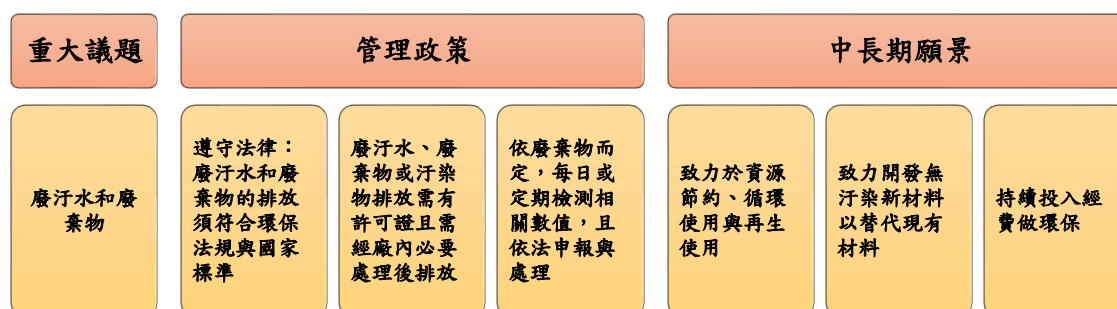 重大議題
管理政策
中長期願景
廢汙水和廢
棄物
遵守法律：
廢汙水和廢
棄物的排放
須符合環保
法規與國家
標準
廢汙水、廢
棄物或汙染
物排放需有
許可證且需
經廠內必要
處理後排放
依廢棄物而
定，每日或
定期檢測相
關數值，且
依法申報與
處理
致力於資源
節約、循環
使用與再生
使用
致力開發無
汙染新材料
以替代現有
材料
持續投入經
費做環保